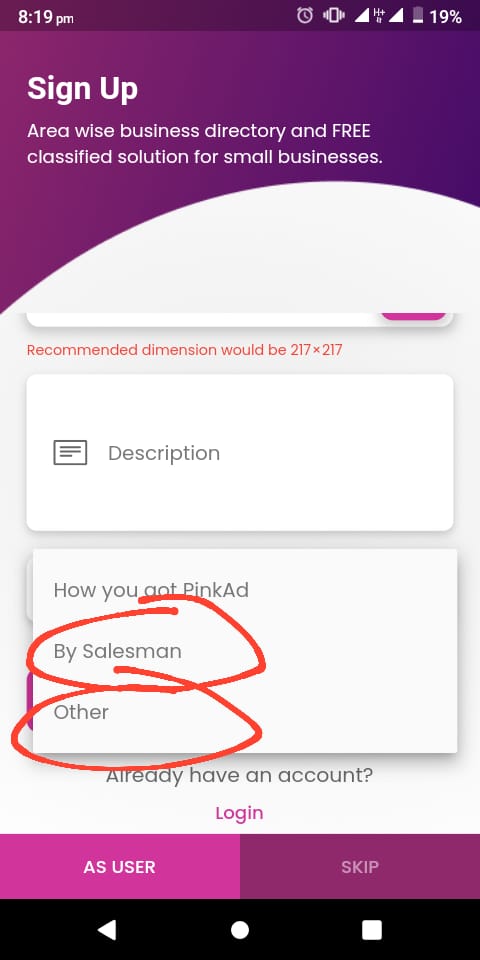 8:19 pm
H+
19%
Sign Up
Area wise business directory and FREE
classified solution for small businesses.
Recommended dimension would be 217×217
Description
How you got PinkAd
By Salesman
Other
Already have an account?
Login
AS USER
SKIP